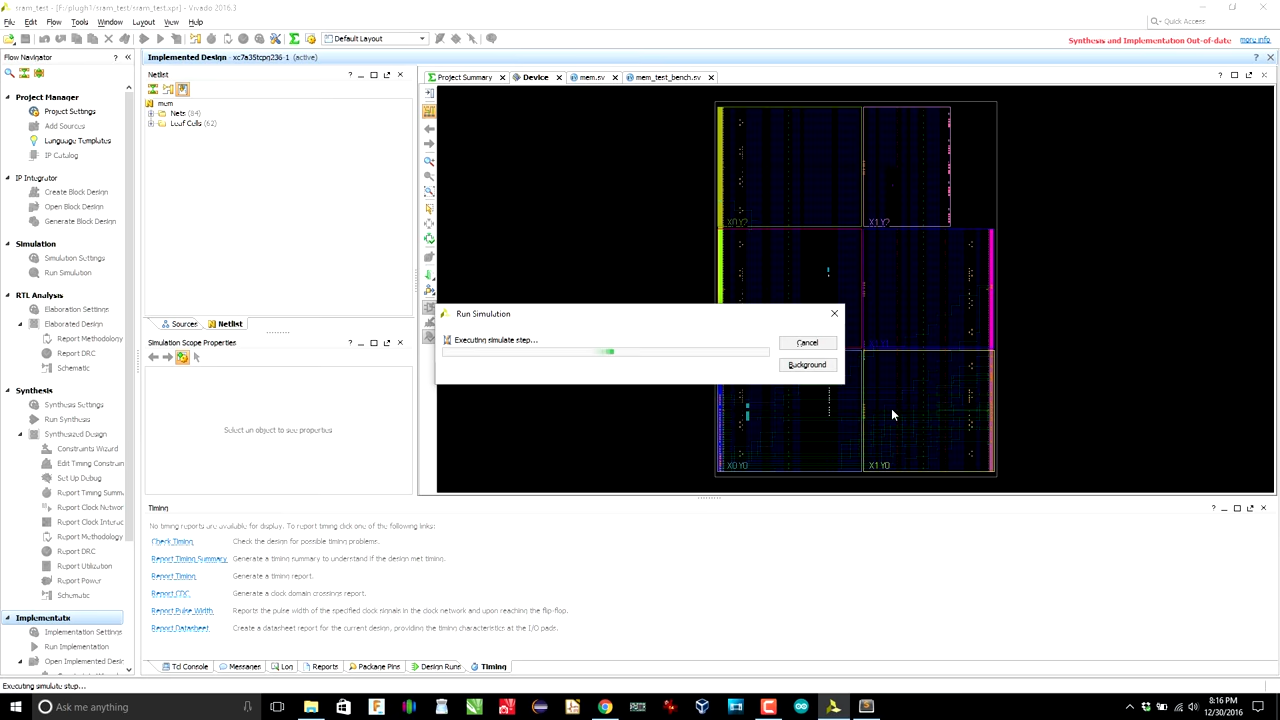 sram_test - [F:/plugh1/sram_test/sram_test.xpr] - Vivado 2016.3
File Edit Flow Tools Window Layout View Help
Quick Access
Default Layout
Synthesis and Implementation Out-of-date more info
Flow Navigator
Implemented Design - xc7a35tcpg236-1 (active)
Project Manager
Project Settings
Add Sources
Language Templates
IP Catalog
IP Integrator
Create Block Design
Open Block Design
Generate Block Design
Simulation
Simulation Settings
Run Simulation
RTL Analysis
Elaboration Settings
Elaborated Design
Report Methodology
Report DRC
Schematic
Synthesis
Synthesis Settings
Run Synthesis
Synthesized Design
Constraints Wizard
Edit Timing Constrain
Set Up Debug
Report Timing Summ
Report Clock Networ
Report Clock Interac
Report Methodology
Report DRC
Report Utilization
Report Power
Schematic
Implementatx
Implementation Settings
Run Implementation
Open Implemented Desig
Netlist
mem
Nets (84)
Leaf Cells (62)
Sources Netlist
Simulation Scope Properties
Select an object to see properties
Project Summary Device mem.sv mem_test_bench.sv
X0Y2 X1Y2
X0Y0 X1Y0
Run Simulation
Executing simulate step...
Cancel
Background
Timing
No timing reports are available for display. To report timing click one of the following links:
Check Timing Check the design for possible timing problems.
Report Timing Summary Generate a timing summary to understand if the design met timing.
Report Timing Generate a timing report.
Report CDC Generate a clock domain crossings report.
Report Pulse Width Reports the pulse width of the specified clock signals in the clock network and upon reaching the flip-flop.
Report Datasheet Create a datasheet report for the current design, providing the timing characteristics at the I/O pads.
Tcl Console Messages Log Reports Package Pins Design Runs Timing
Executing simulate step...
Ask me anything
8:16 PM
12/30/2016